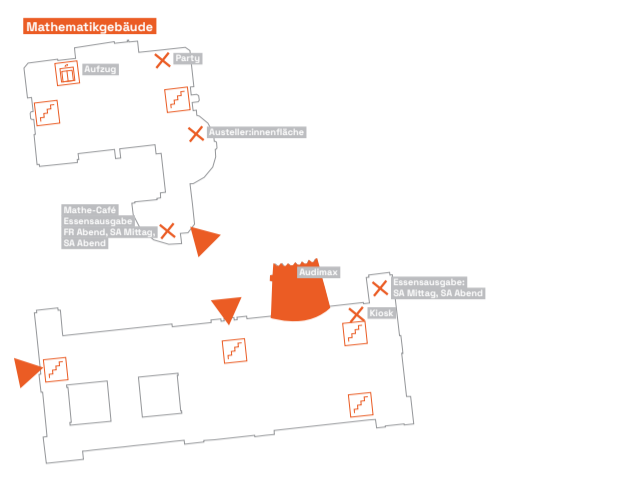 Mathematikgebäude
Party
Aufzug
Austeller:innenfläche
Mathe-Café
Essensausgabe
FR Abend, SA Mittag,
SA Abend
Audimax
Essensausgabe:
SA Mittag, SA Abend
Kiosk